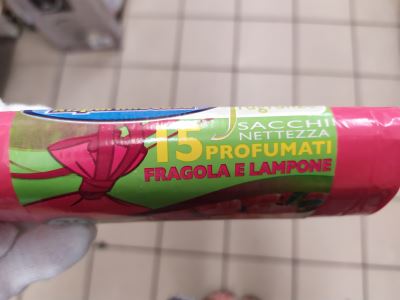 SACCHI
NETTEZZA
15 PROFUMATI
FRAGOLA E LAMPONE